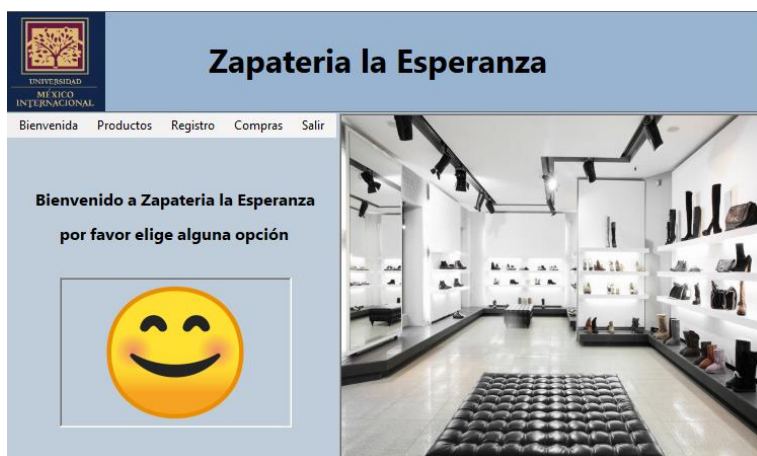 UNIVERSIDAD
MÉXICO
INTERNACIONAL
Zapateria la Esperanza
Bienvenida Productos Registro Compras Salir
Bienvenido a Zapateria la Esperanza
por favor elige alguna opción